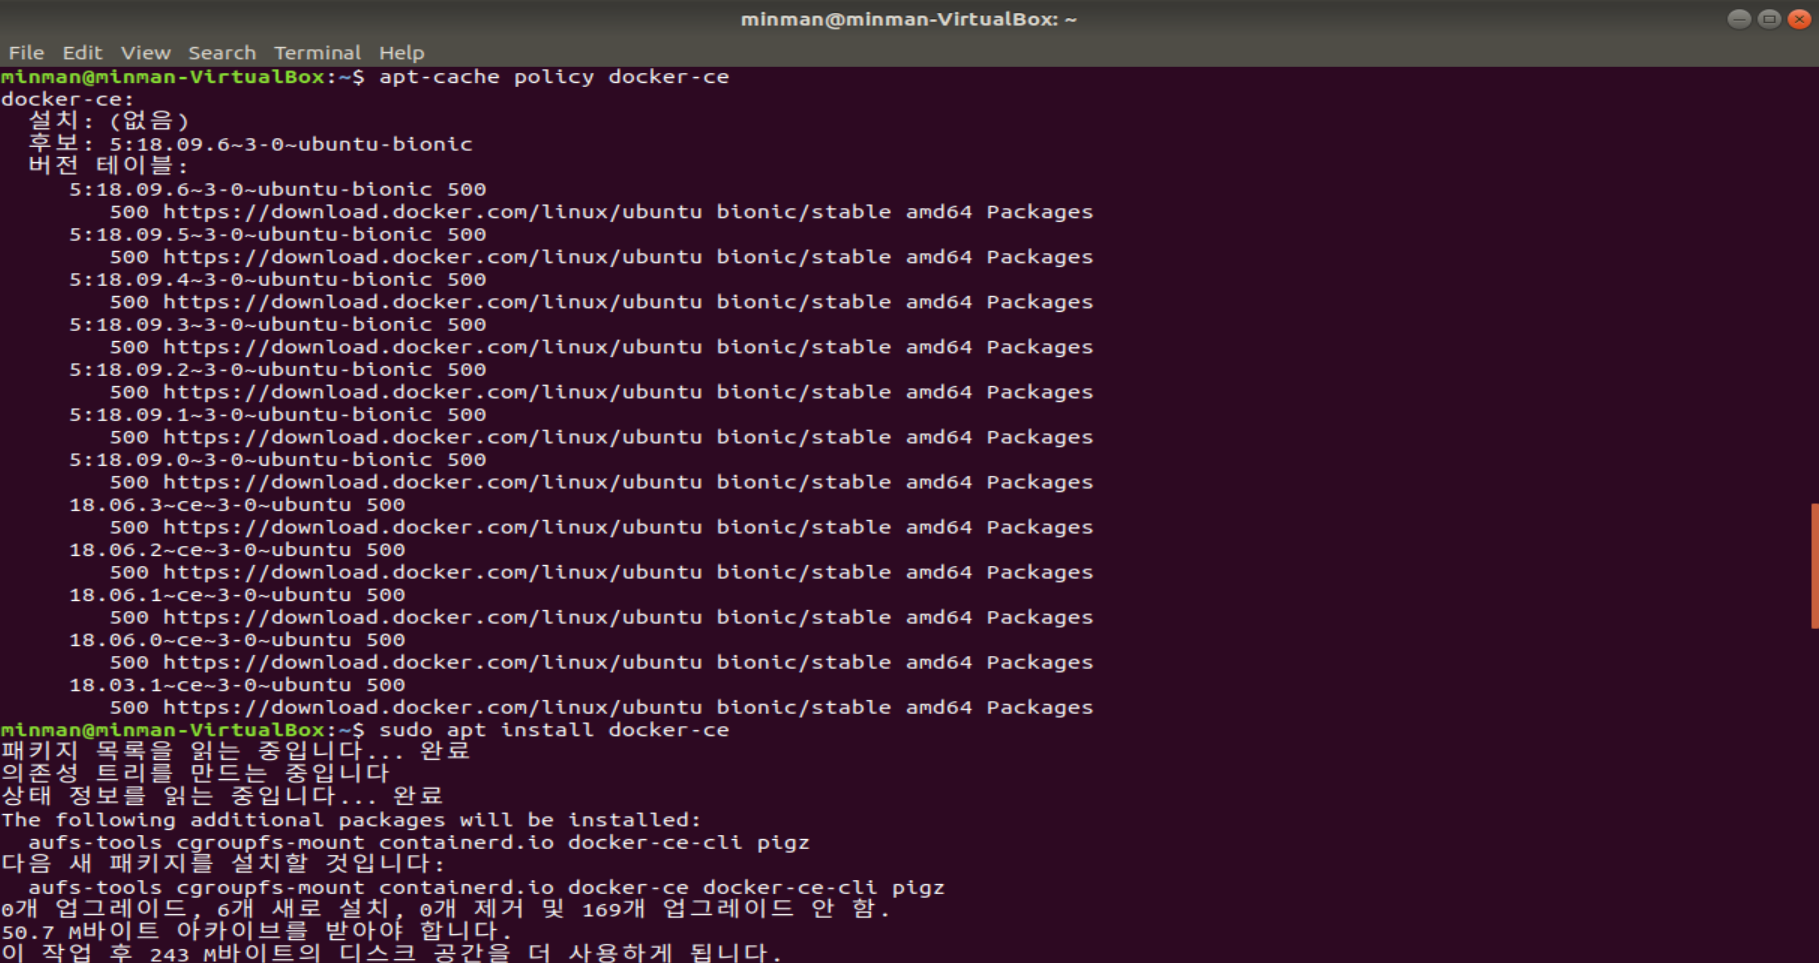 minman@minman-VirtualBox: ~
File Edit View Search Terminal Help
minman@minman-VirtualBox:~$ apt-cache policy docker-ce
docker-ce:
  설치: (없음)
  후보: 5:18.09.6~3-0~ubuntu-bionic
  버전 테이블:
     5:18.09.6~3-0~ubuntu-bionic 500
        500 https://download.docker.com/linux/ubuntu bionic/stable amd64 Packages
     5:18.09.5~3-0~ubuntu-bionic 500
        500 https://download.docker.com/linux/ubuntu bionic/stable amd64 Packages
     5:18.09.4~3-0~ubuntu-bionic 500
        500 https://download.docker.com/linux/ubuntu bionic/stable amd64 Packages
     5:18.09.3~3-0~ubuntu-bionic 500
        500 https://download.docker.com/linux/ubuntu bionic/stable amd64 Packages
     5:18.09.2~3-0~ubuntu-bionic 500
        500 https://download.docker.com/linux/ubuntu bionic/stable amd64 Packages
     5:18.09.1~3-0~ubuntu-bionic 500
        500 https://download.docker.com/linux/ubuntu bionic/stable amd64 Packages
     5:18.09.0~3-0~ubuntu-bionic 500
        500 https://download.docker.com/linux/ubuntu bionic/stable amd64 Packages
     18.06.3~ce~3-0~ubuntu 500
        500 https://download.docker.com/linux/ubuntu bionic/stable amd64 Packages
     18.06.2~ce~3-0~ubuntu 500
        500 https://download.docker.com/linux/ubuntu bionic/stable amd64 Packages
     18.06.1~ce~3-0~ubuntu 500
        500 https://download.docker.com/linux/ubuntu bionic/stable amd64 Packages
     18.06.0~ce~3-0~ubuntu 500
        500 https://download.docker.com/linux/ubuntu bionic/stable amd64 Packages
     18.03.1~ce~3-0~ubuntu 500
        500 https://download.docker.com/linux/ubuntu bionic/stable amd64 Packages
minman@minman-VirtualBox:~$ sudo apt install docker-ce
패키지 목록을 읽는 중입니다... 완료
의존성 트리를 만드는 중입니다
상태 정보를 읽는 중입니다... 완료
The following additional packages will be installed:
  aufs-tools cgroupfs-mount containerd.io docker-ce-cli pigz
다음 새 패키지를 설치할 것입니다:
  aufs-tools cgroupfs-mount containerd.io docker-ce docker-ce-cli pigz
0개 업그레이드, 6개 새로 설치, 0개 제거 및 169개 업그레이드 안 함.
50.7 M바이트 아카이브를 받아야 합니다.
이 작업 후 243 M바이트의 디스크 공간을 더 사용하게 됩니다.